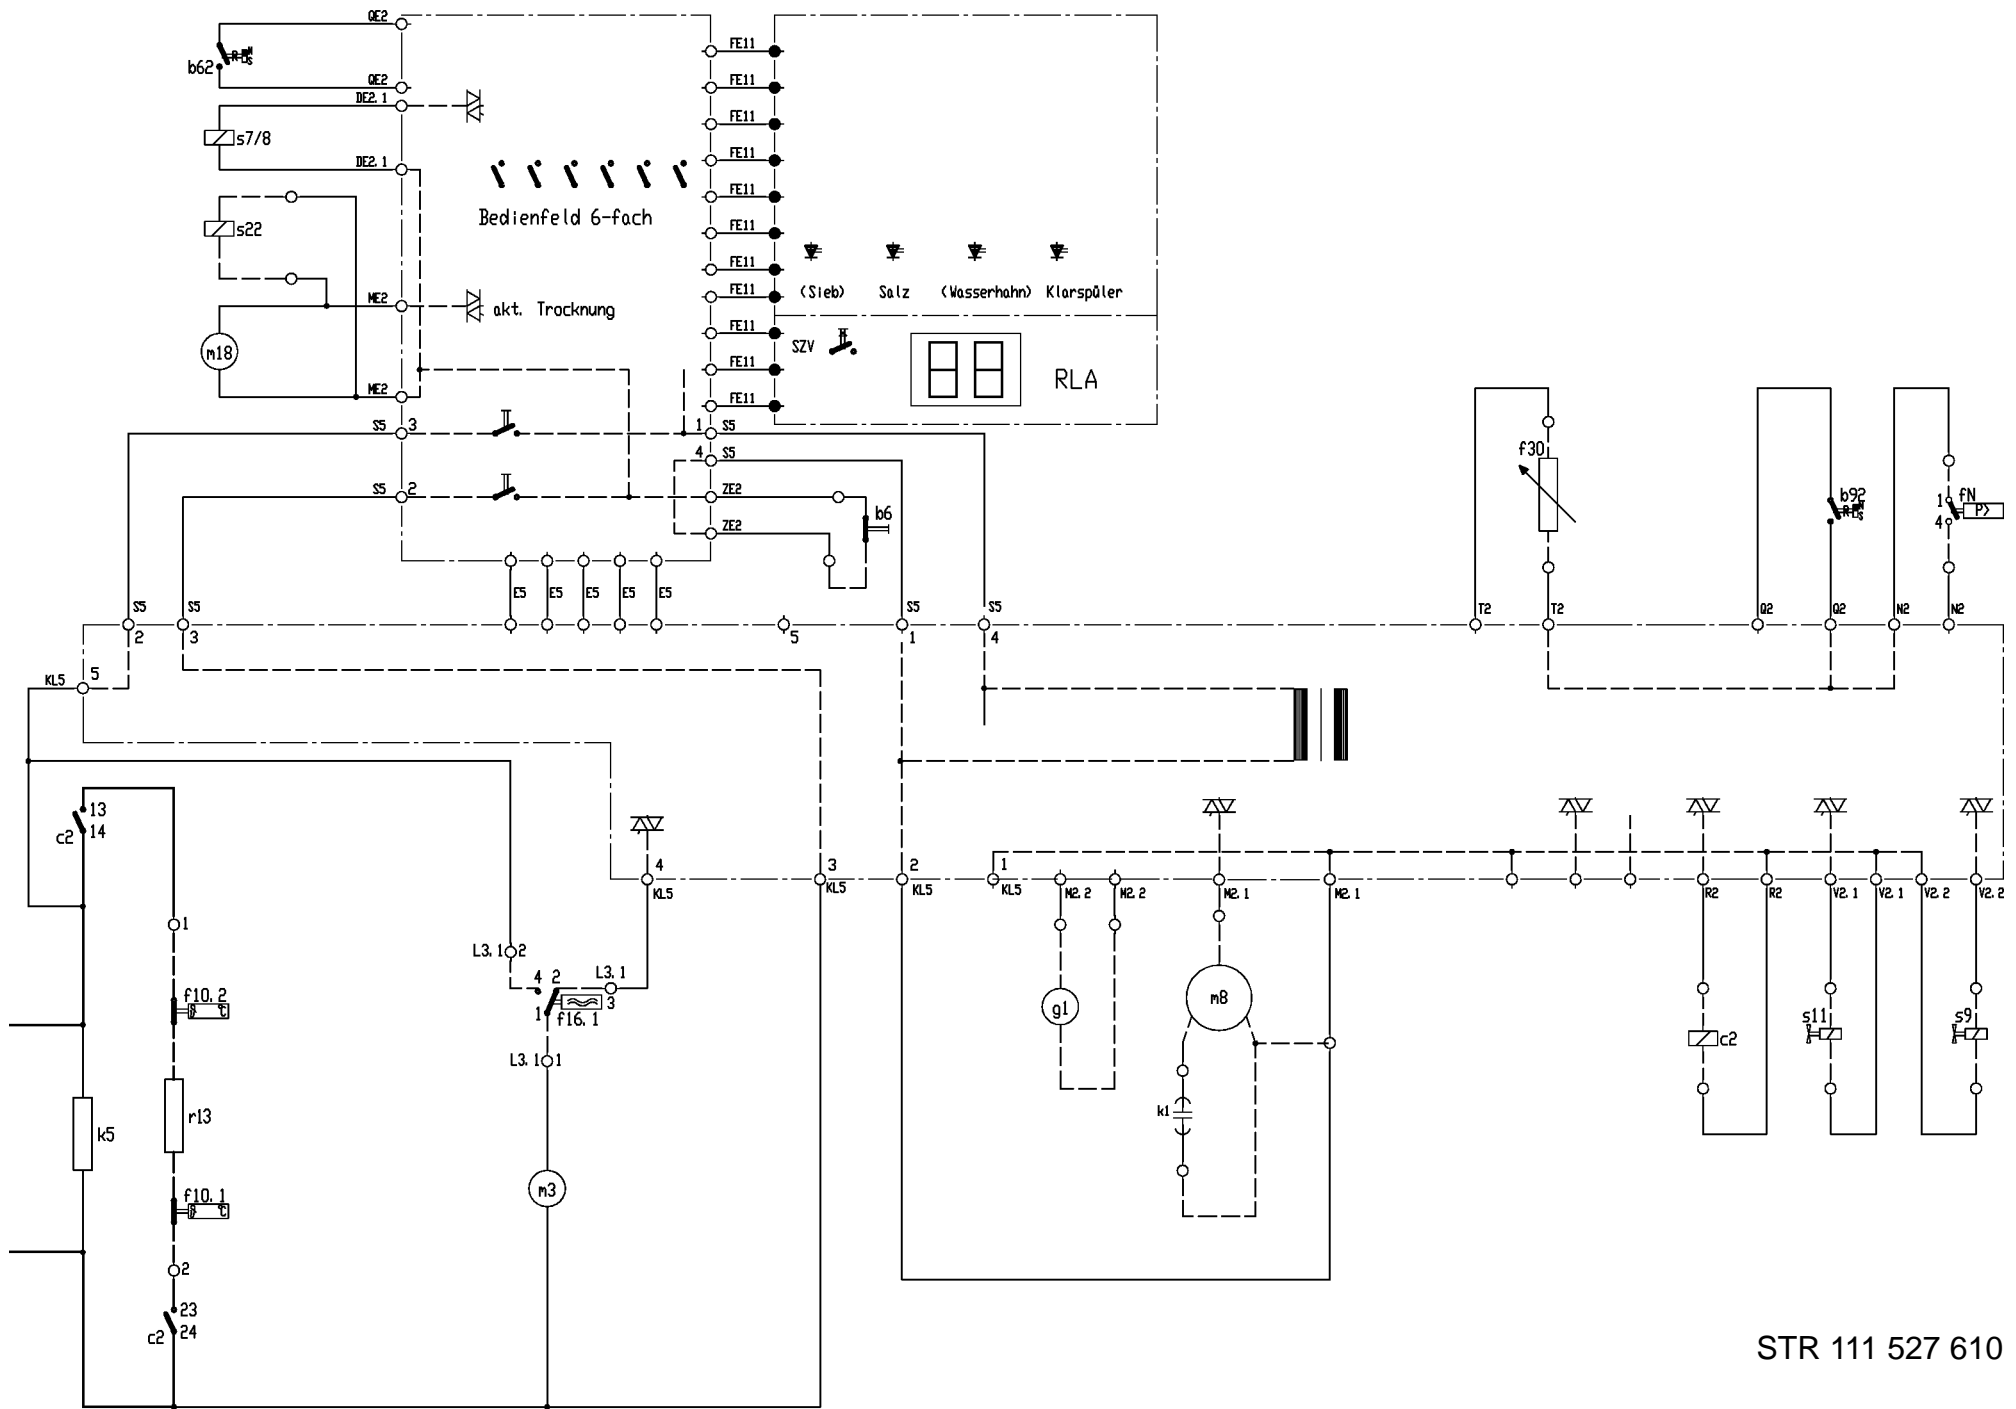 QE2
b62
QE2
DE2.1
s7/8
DE2.1
s22
ME2
m18
ME2
Bedienfeld 6-fach
akt. Trocknung
FE11
FE11
FE11
FE11
FE11
FE11
FE11
FE11
FE11
FE11
FE11
(Sieb) Salz (Wasserhahn) Klarspüler
SZV
RLA
S5 3
1 S5
4 S5
S5 2
ZE2
ZE2
b6
f30
b92
1 fN
4 P>
E5 E5 E5 E5 E5
S5 S5 S5 S5
T2 T2 Q2 Q2 N2 N2
2 3 5 1 4
KL5 5
13
14
c2
4
KL5
3
KL5
2
KL5
1
KL5
M2.2 M2.2 M2.1 M2.1 R2 R2 V2.1 V2.1 V2.2 V2.2
1
L3.1 2
4 2
L3.1
3
1 f16.1
L3.1 1
f10.2
℃
g1
m8
s11
s9
c2
k5
r13
k1
m3
f10.1
℃
2
23
24
c2
STR 111 527 610